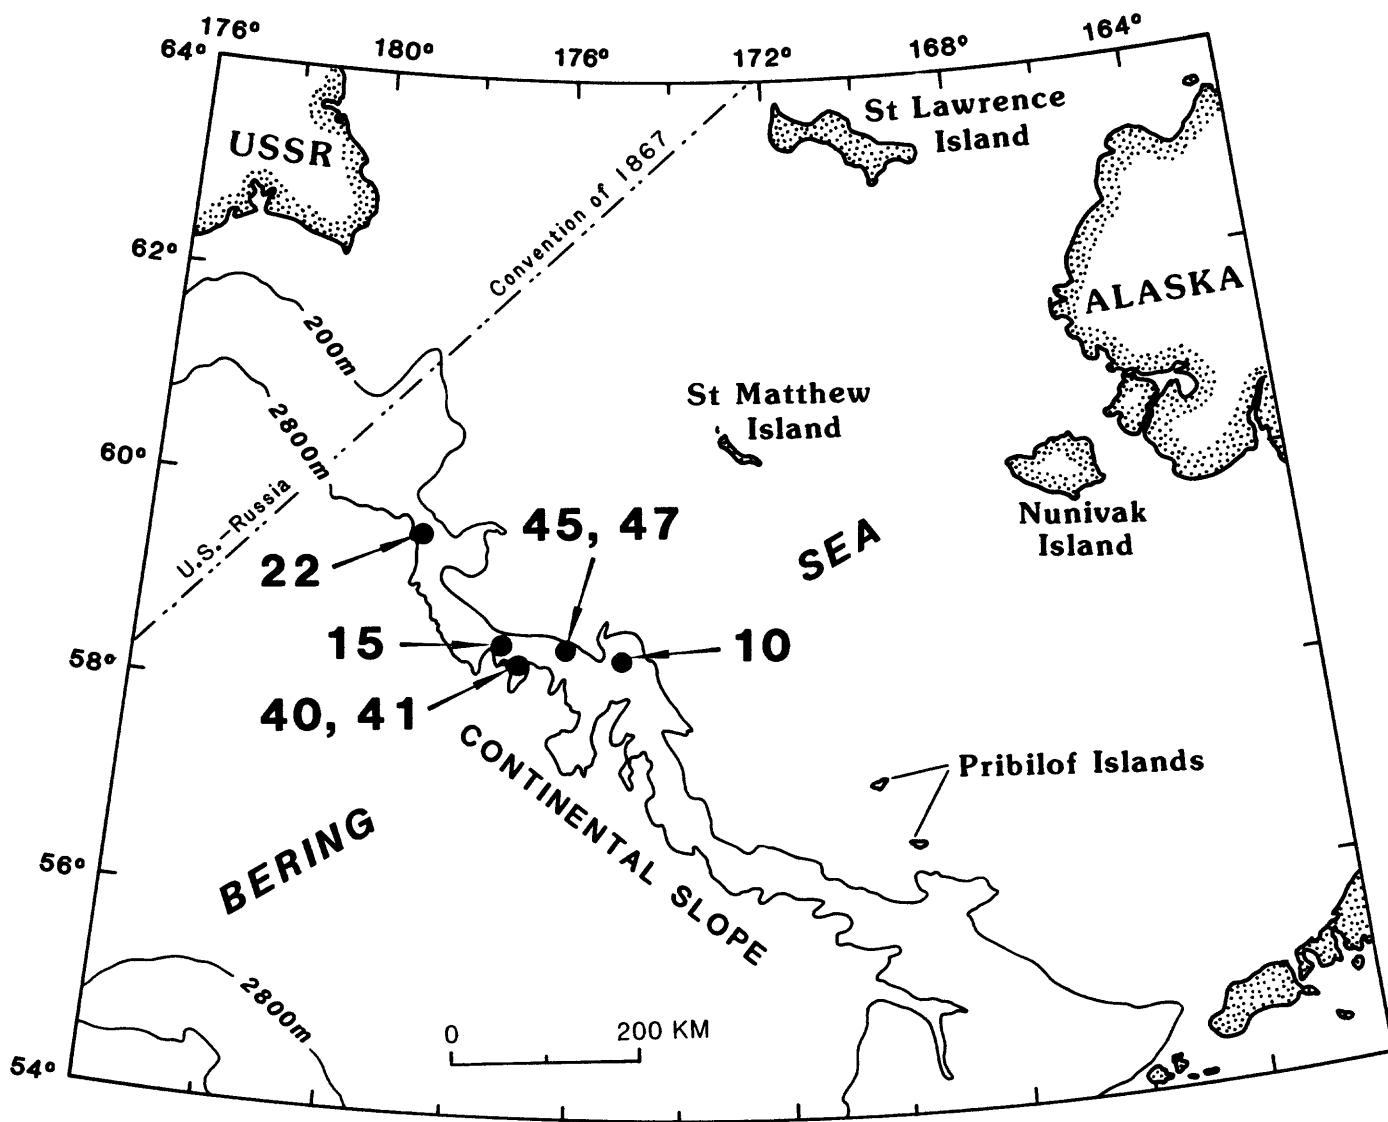 176°
180°
176°
172°
168°
164°
64°
62°
60°
58°
56°
54°
USSR
St Lawrence
Island
Convention of 1867
ALASKA
200m
2800m
St Matthew
Island
U.S.–Russia
Nunivak
Island
SEA
45, 47
22
15
10
40, 41
CONTINENTAL SLOPE
Pribilof Islands
BERING
2800m
0
200 KM